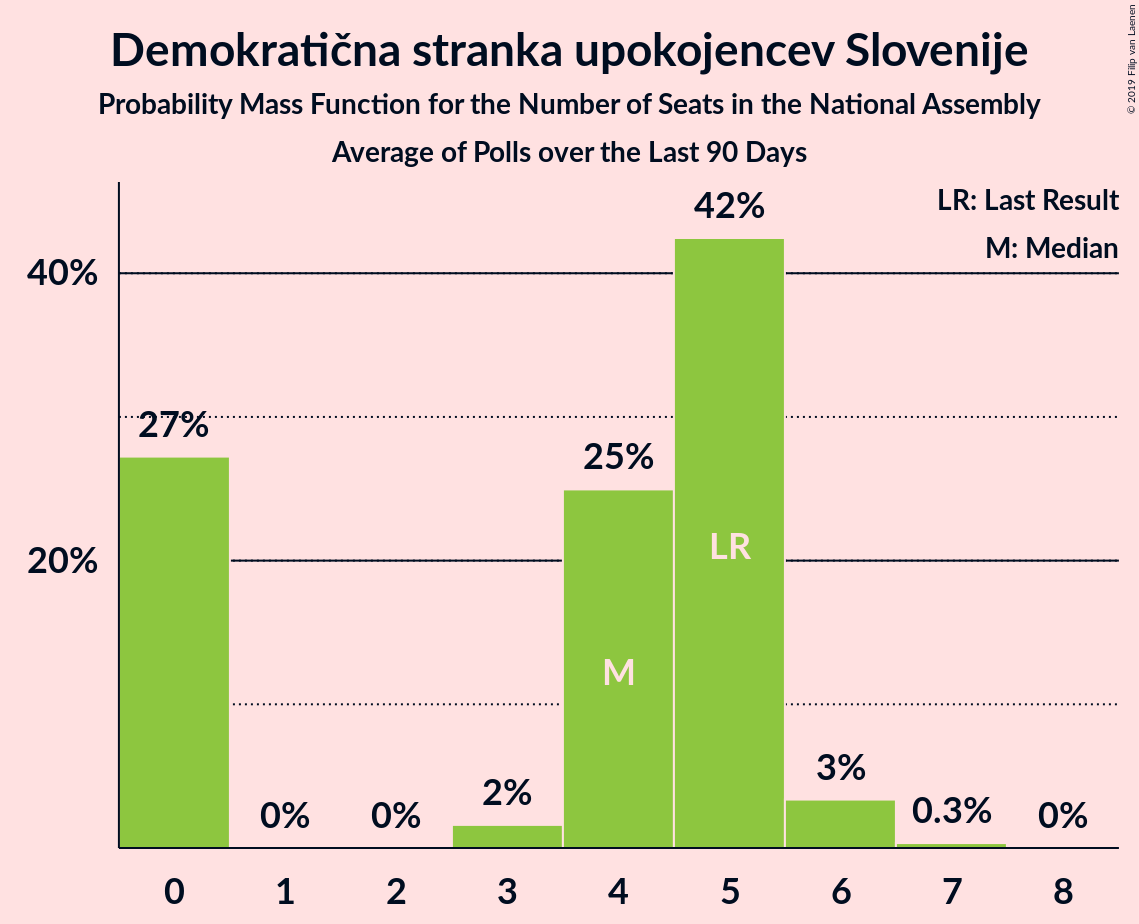 Demokratična stranka upokojencev Slovenije
Probability Mass Function for the Number of Seats in the National Assembly
Average of Polls over the Last 90 Days
© 2019 Filip van Laenen
LR: Last Result
M: Median
40%
20%
27%
0%
0%
2%
25%
42%
3%
0.3%
0%
M
LR
0 1 2 3 4 5 6 7 8